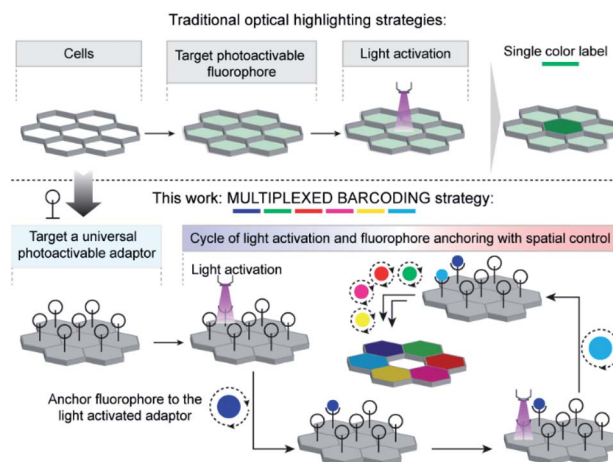 Traditional optical highlighting strategies:
Cells
Target photoactivable
fluorophore
Light activation
Single color label
This work: MULTIPLEXED BARCODING strategy:
Target a universal
photoactivable adaptor
Cycle of light activation and fluorophore anchoring with spatial control
Light activation
Anchor fluorophore to the
light activated adaptor